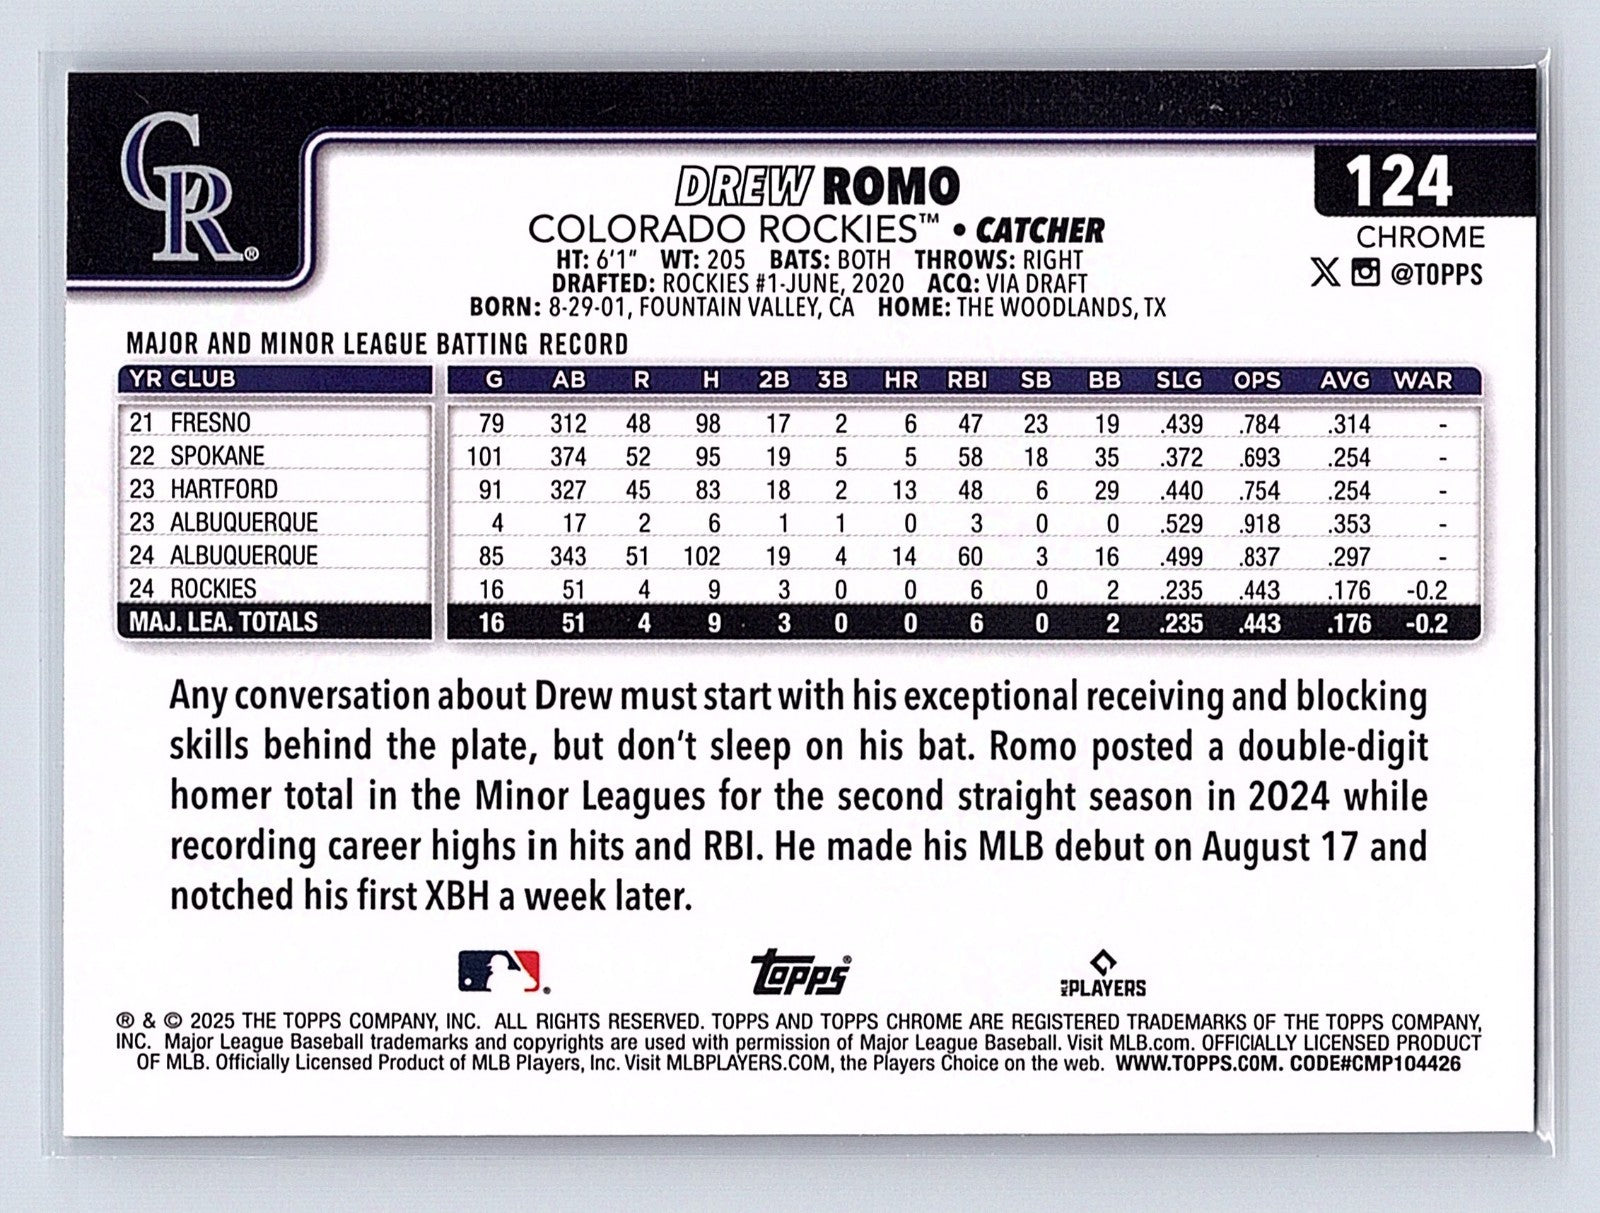 CR®
DREW ROMO
124
COLORADO ROCKIES™ • CATCHER
CHROME
HT: 6'1" WT: 205 BATS: BOTH THROWS: RIGHT
@TOPPS
DRAFTED: ROCKIES #1-JUNE, 2020 ACQ: VIA DRAFT
BORN: 8-29-01, FOUNTAIN VALLEY, CA HOME: THE WOODLANDS, TX
MAJOR AND MINOR LEAGUE BATTING RECORD
YR CLUB G AB R H 2B 3B HR RBI SB BB SLG OPS AVG WAR
21 FRESNO 79 312 48 98 17 2 6 47 23 19 .439 .784 .314 -
22 SPOKANE 101 374 52 95 19 5 5 58 18 35 .372 .693 .254 -
23 HARTFORD 91 327 45 83 18 2 13 48 6 29 .440 .754 .254 -
23 ALBUQUERQUE 4 17 2 6 1 1 0 3 0 0 .529 .918 .353 -
24 ALBUQUERQUE 85 343 51 102 19 4 14 60 3 16 .499 .837 .297 -
24 ROCKIES 16 51 4 9 3 0 0 6 0 2 .235 .443 .176 -0.2
MAJ. LEA. TOTALS 16 51 4 9 3 0 0 6 0 2 .235 .443 .176 -0.2
Any conversation about Drew must start with his exceptional receiving and blocking
skills behind the plate, but don't sleep on his bat. Romo posted a double-digit
homer total in the Minor Leagues for the second straight season in 2024 while
recording career highs in hits and RBI. He made his MLB debut on August 17 and
notched his first XBH a week later.
topps®
MLB PLAYERS
® & © 2025 THE TOPPS COMPANY, INC. ALL RIGHTS RESERVED. TOPPS AND TOPPS CHROME ARE REGISTERED TRADEMARKS OF THE TOPPS COMPANY,
INC. Major League Baseball trademarks and copyrights are used with permission of Major League Baseball. Visit MLB.com. OFFICIALLY LICENSED PRODUCT
OF MLB. Officially Licensed Product of MLB Players, Inc. Visit MLBPLAYERS.COM, the Players Choice on the web. WWW.TOPPS.COM. CODE#CMP104426